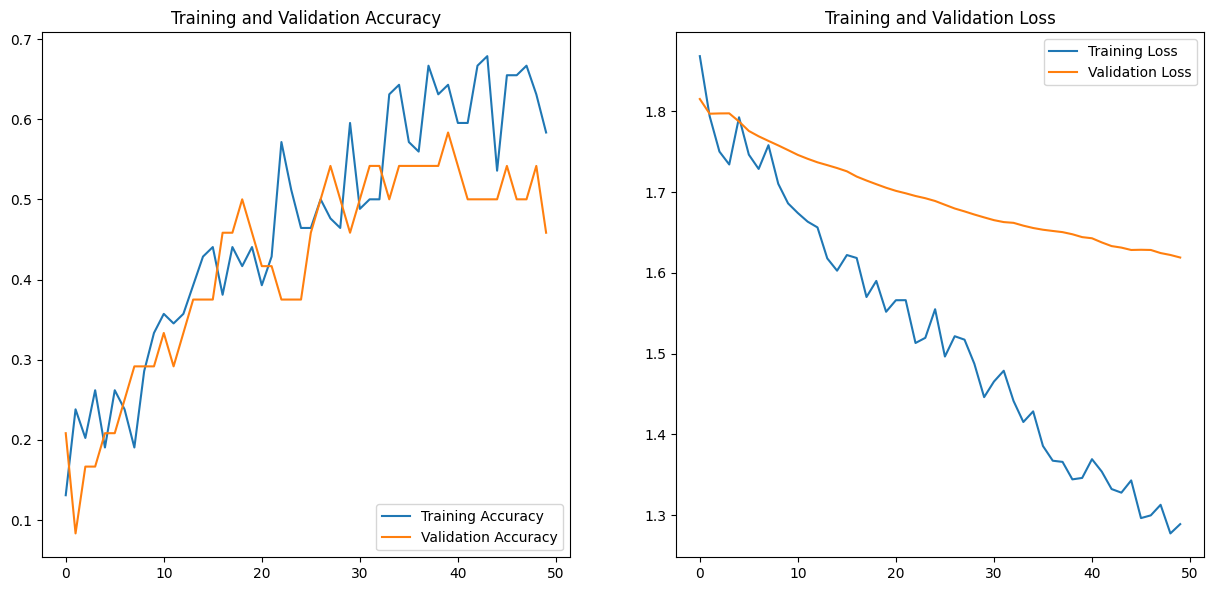 Training and Validation Accuracy
0.7
0.6
0.5
0.4
0.3
0.2
0.1
0 10 20 30 40 50
Training Accuracy
Validation Accuracy
Training and Validation Loss
1.8
1.7
1.6
1.5
1.4
1.3
0 10 20 30 40 50
Training Loss
Validation Loss